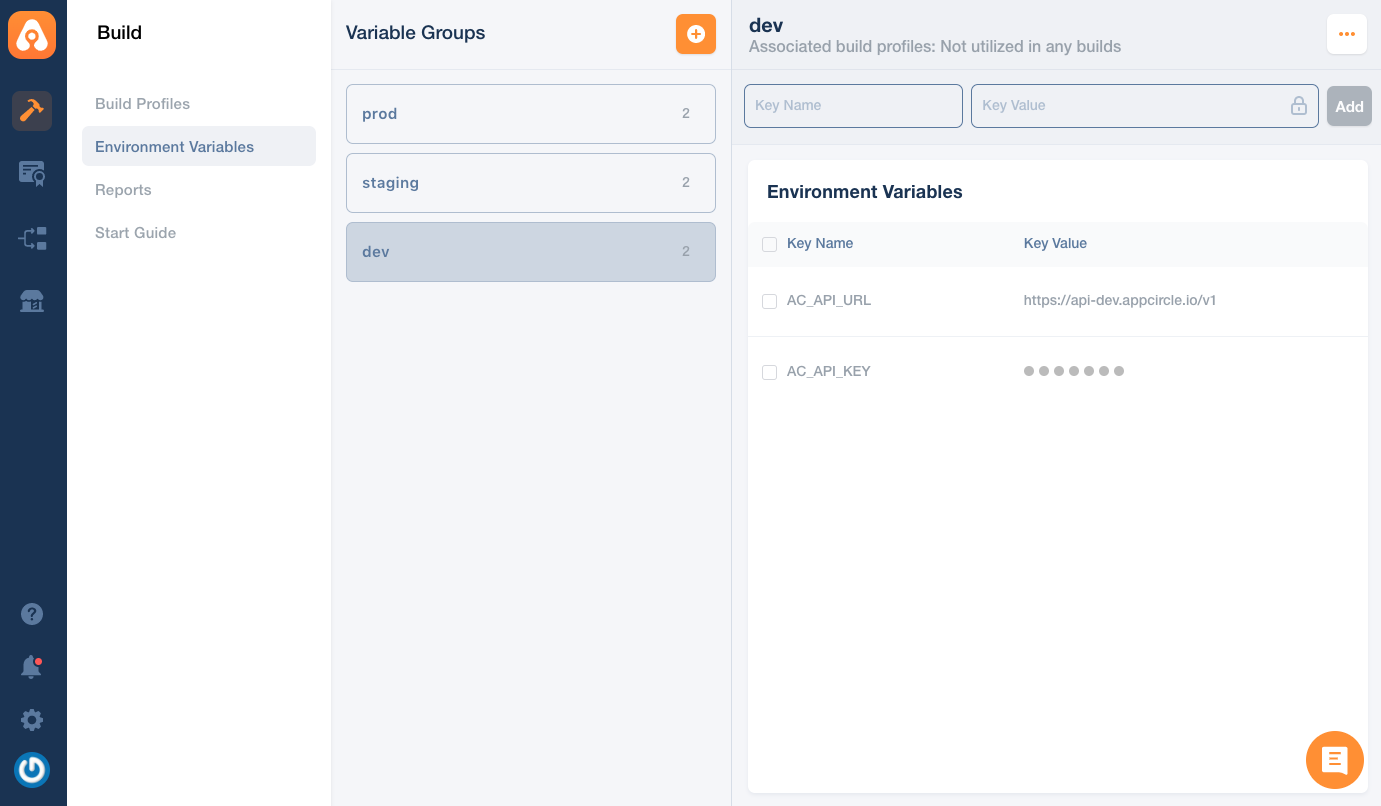 Build
Build Profiles
Environment Variables
Reports
Start Guide
Variable Groups
prod 2
staging 2
dev 2
dev
Associated build profiles: Not utilized in any builds
Key Name
Key Value
Add
Environment Variables
Key Name Key Value
AC_API_URL https://api-dev.appcircle.io/v1
AC_API_KEY